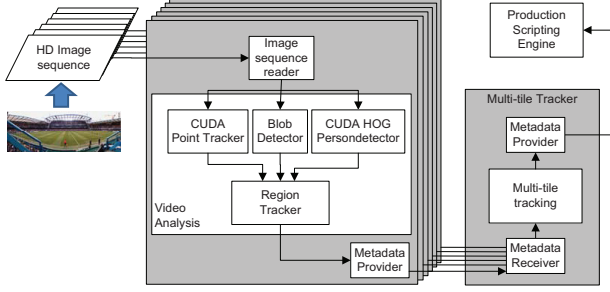 HD Image
sequence
Image
sequence
reader
CUDA
Point Tracker
Blob
Detector
CUDA HOG
Persondetector
Region
Tracker
Video
Analysis
Metadata
Provider
Production
Scripting
Engine
Multi-tile Tracker
Metadata
Provider
Multi-tile
tracking
Metadata
Receiver